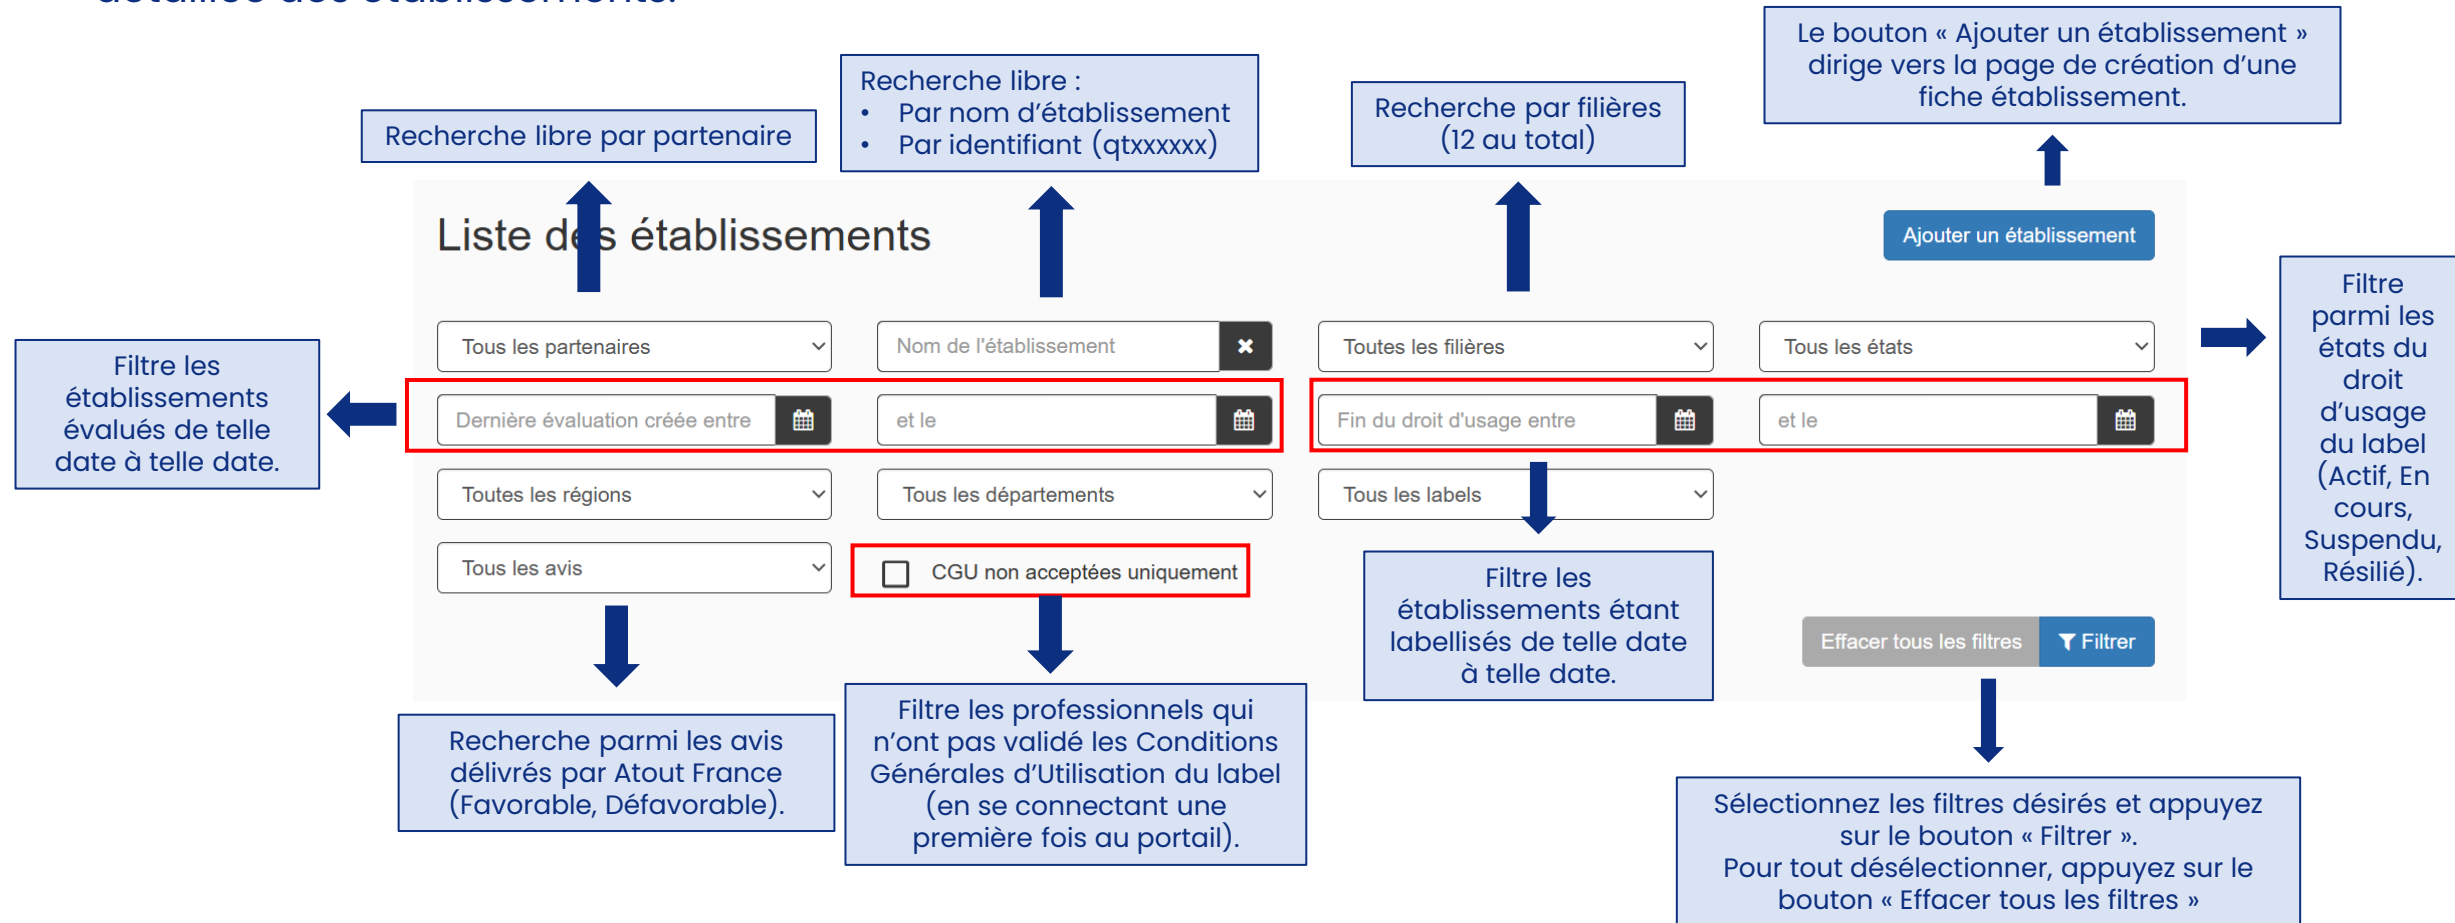 détaillée des établissements.
Le bouton « Ajouter un établissement »
dirige vers la page de création d’une
fiche établissement.
Recherche libre :
• Par nom d’établissement
• Par identifiant (qtxxxxxx)
Recherche par filières
(12 au total)
Recherche libre par partenaire
Liste des établissements
Ajouter un établissement
Filtre
parmi les
états du
droit
d’usage
du label
(Actif, En
cours,
Suspendu,
Résilié).
Tous les partenaires
Nom de l'établissement
Toutes les filières
Tous les états
Filtre les
établissements
évalués de telle
date à telle date.
Dernière évaluation créée entre
et le
Fin du droit d'usage entre
et le
Toutes les régions
Tous les départements
Tous les labels
Tous les avis
CGU non acceptées uniquement
Filtre les
établissements étant
labellisés de telle date
à telle date.
Effacer tous les filtres
Filtrer
Recherche parmi les avis
délivrés par Atout France
(Favorable, Défavorable).
Filtre les professionnels qui
n’ont pas validé les Conditions
Générales d’Utilisation du label
(en se connectant une
première fois au portail).
Sélectionnez les filtres désirés et appuyez
sur le bouton « Filtrer ».
Pour tout désélectionner, appuyez sur le
bouton « Effacer tous les filtres »